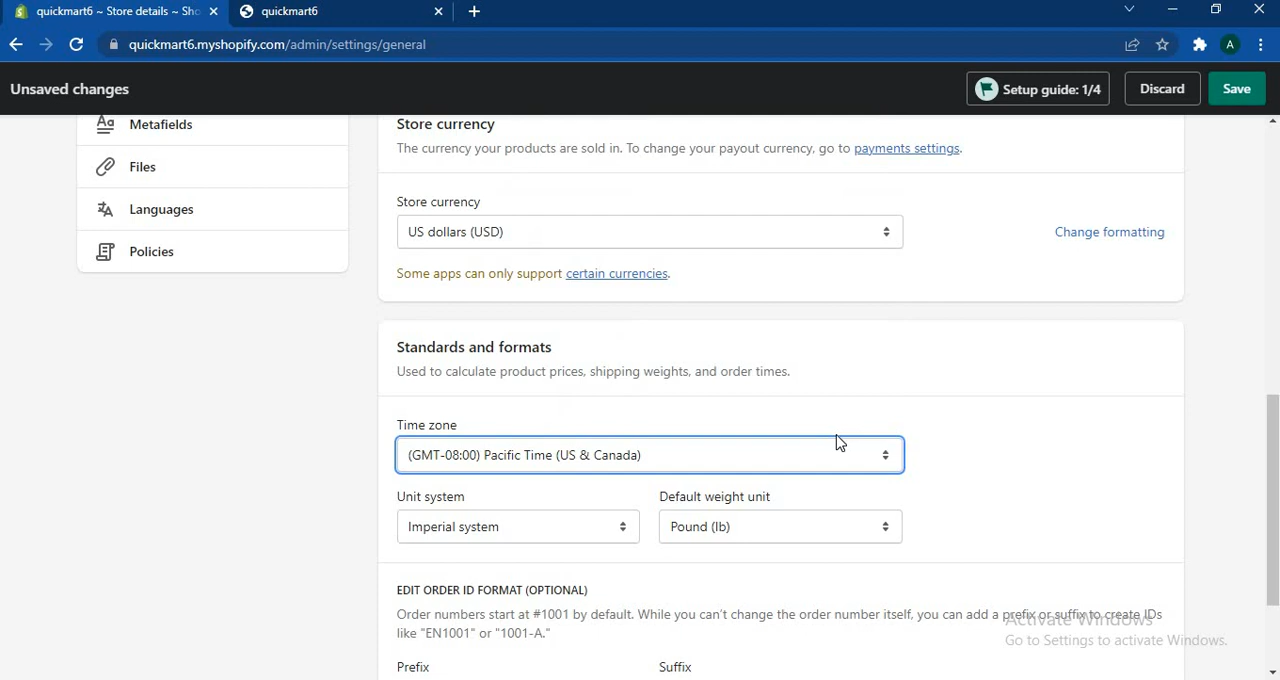 quickmart6 ~ Store details ~ Sho
quickmart6
quickmart6.myshopify.com/admin/settings/general
A
Unsaved changes
Setup guide: 1/4
Discard
Save
Metafields
Files
Languages
Policies
Store currency
The currency your products are sold in. To change your payout currency, go to payments settings.
Store currency
US dollars (USD)
Change formatting
Some apps can only support certain currencies.
Standards and formats
Used to calculate product prices, shipping weights, and order times.
Time zone
(GMT-08:00) Pacific Time (US & Canada)
Unit system
Default weight unit
Imperial system
Pound (lb)
EDIT ORDER ID FORMAT (OPTIONAL)
Order numbers start at #1001 by default. While you can't change the order number itself, you can add a prefix or suffix to create IDs
like "EN1001" or "1001-A."
Activate Windows
Go to Settings to activate Windows.
Prefix
Suffix